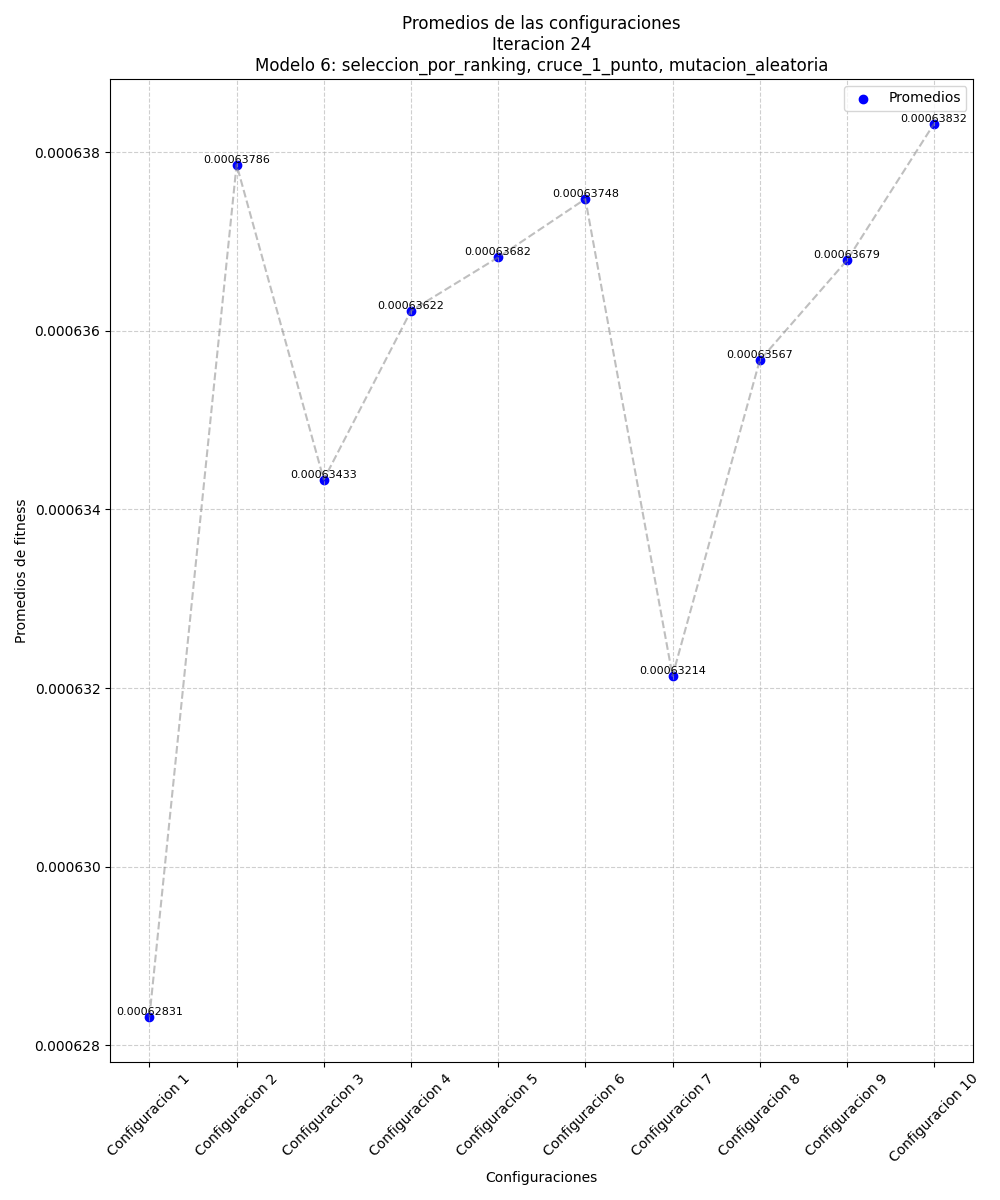 Promedios de las configuraciones
Iteracion 24
Modelo 6: seleccion_por_ranking, cruce_1_punto, mutacion_aleatoria
Promedios
0.00063832
0.000638
0.00063786
0.00063748
0.00063682
0.00063679
0.00063622
0.000636
0.00063567
0.00063433
0.000634
Promedios de fitness
0.00063214
0.000632
0.000630
0.00062831
0.000628
Configuracion 1
Configuracion 2
Configuracion 3
Configuracion 4
Configuracion 5
Configuracion 6
Configuracion 7
Configuracion 8
Configuracion 9
Configuracion 10
Configuraciones